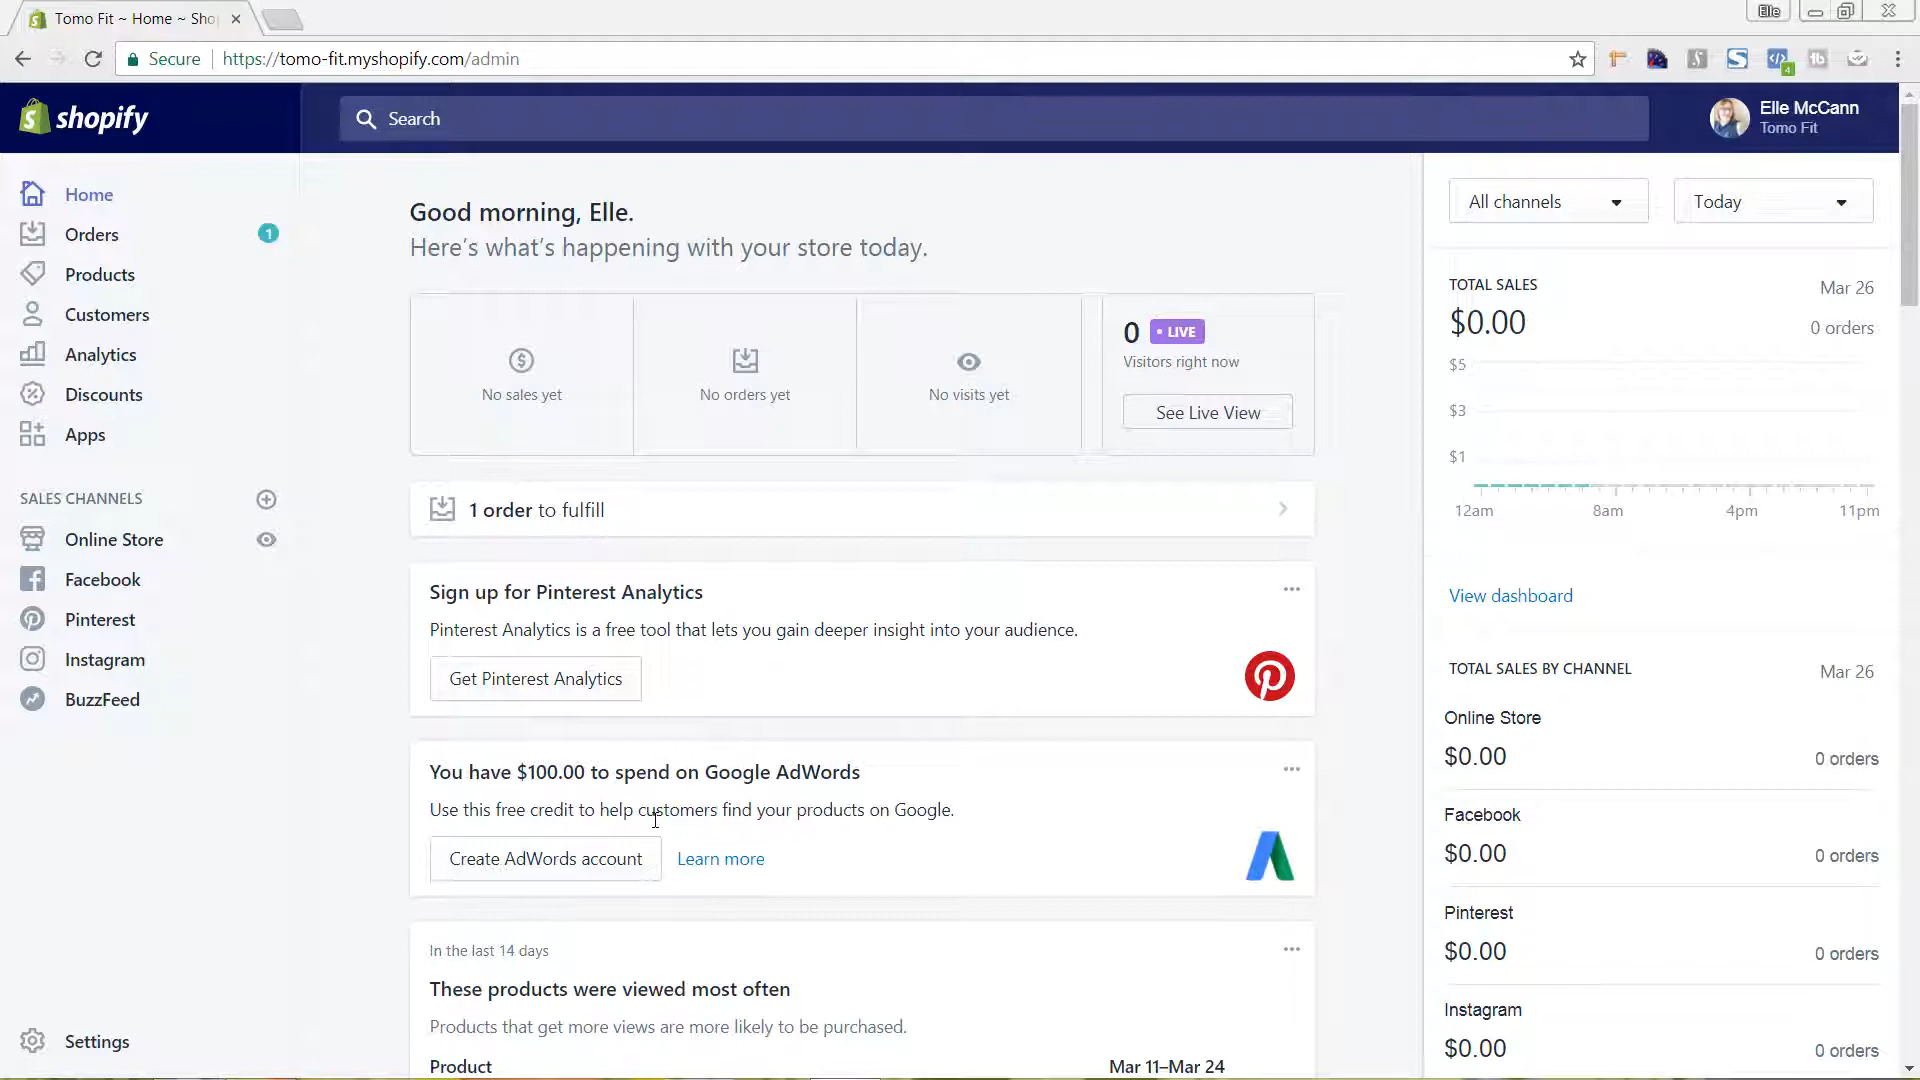 Tomo Fit ~ Home ~ Sho
Elle
Secure
https://tomo-fit.myshopify.com/admin
4
shopify
Search
Elle McCann
Tomo Fit
Home
Orders
1
Products
Customers
Analytics
Discounts
Apps
SALES CHANNELS
Online Store
Facebook
Pinterest
Instagram
BuzzFeed
Settings
Good morning, Elle.
Here's what's happening with your store today.
No sales yet
No orders yet
No visits yet
0 • LIVE
Visitors right now
See Live View
1 order to fulfill
Sign up for Pinterest Analytics
Pinterest Analytics is a free tool that lets you gain deeper insight into your audience.
Get Pinterest Analytics
You have $100.00 to spend on Google AdWords
Use this free credit to help customers find your products on Google.
Create AdWords account
Learn more
In the last 14 days
These products were viewed most often
Products that get more views are more likely to be purchased.
Product
Mar 11–Mar 24
All channels
Today
TOTAL SALES
Mar 26
$0.00
0 orders
$5
$3
$1
12am 8am 4pm 11pm
View dashboard
TOTAL SALES BY CHANNEL
Mar 26
Online Store
$0.00
0 orders
Facebook
$0.00
0 orders
Pinterest
$0.00
0 orders
Instagram
$0.00
0 orders